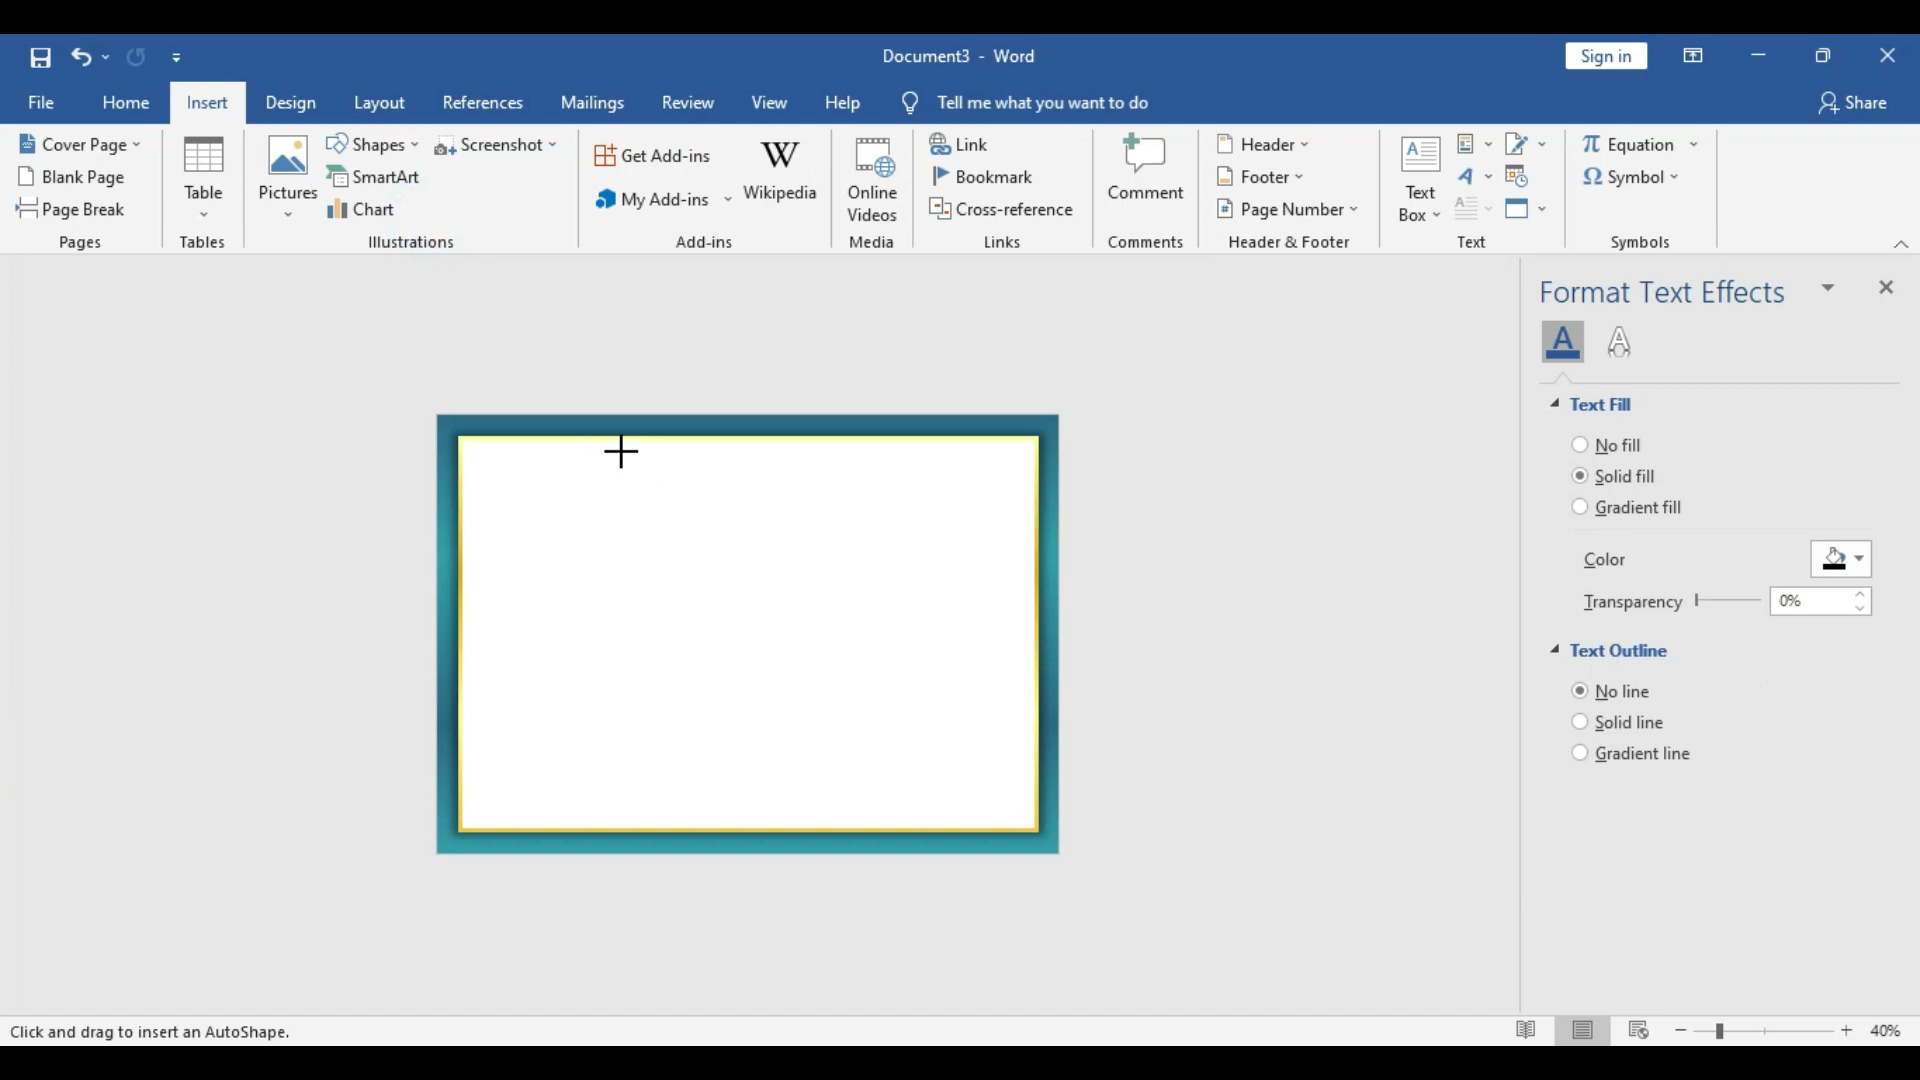 Document3 - Word
Sign in
File Home Insert Design Layout References Mailings Review View Help Tell me what you want to do Share
Cover Page
Blank Page
Page Break
Pages
Table
Tables
Pictures
Shapes
SmartArt
Chart
Screenshot
Illustrations
Get Add-ins
My Add-ins
W
Wikipedia
Add-ins
Online
Videos
Media
Link
Bookmark
Cross-reference
Links
Comment
Comments
Header
Footer
# Page Number
Header & Footer
A
Text
Box
A
A
Text
π Equation
Ω Symbol
Symbols
Format Text Effects
A A
Text Fill
No fill
Solid fill
Gradient fill
Color
Transparency 0%
Text Outline
No line
Solid line
Gradient line
Click and drag to insert an AutoShape.
40%